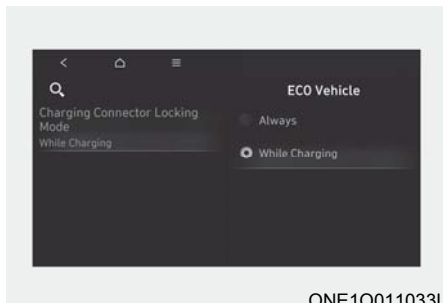 ECO Vehicle
Charging Connector Locking
Mode
While Charging
Always
While Charging
ONE1Q011033L